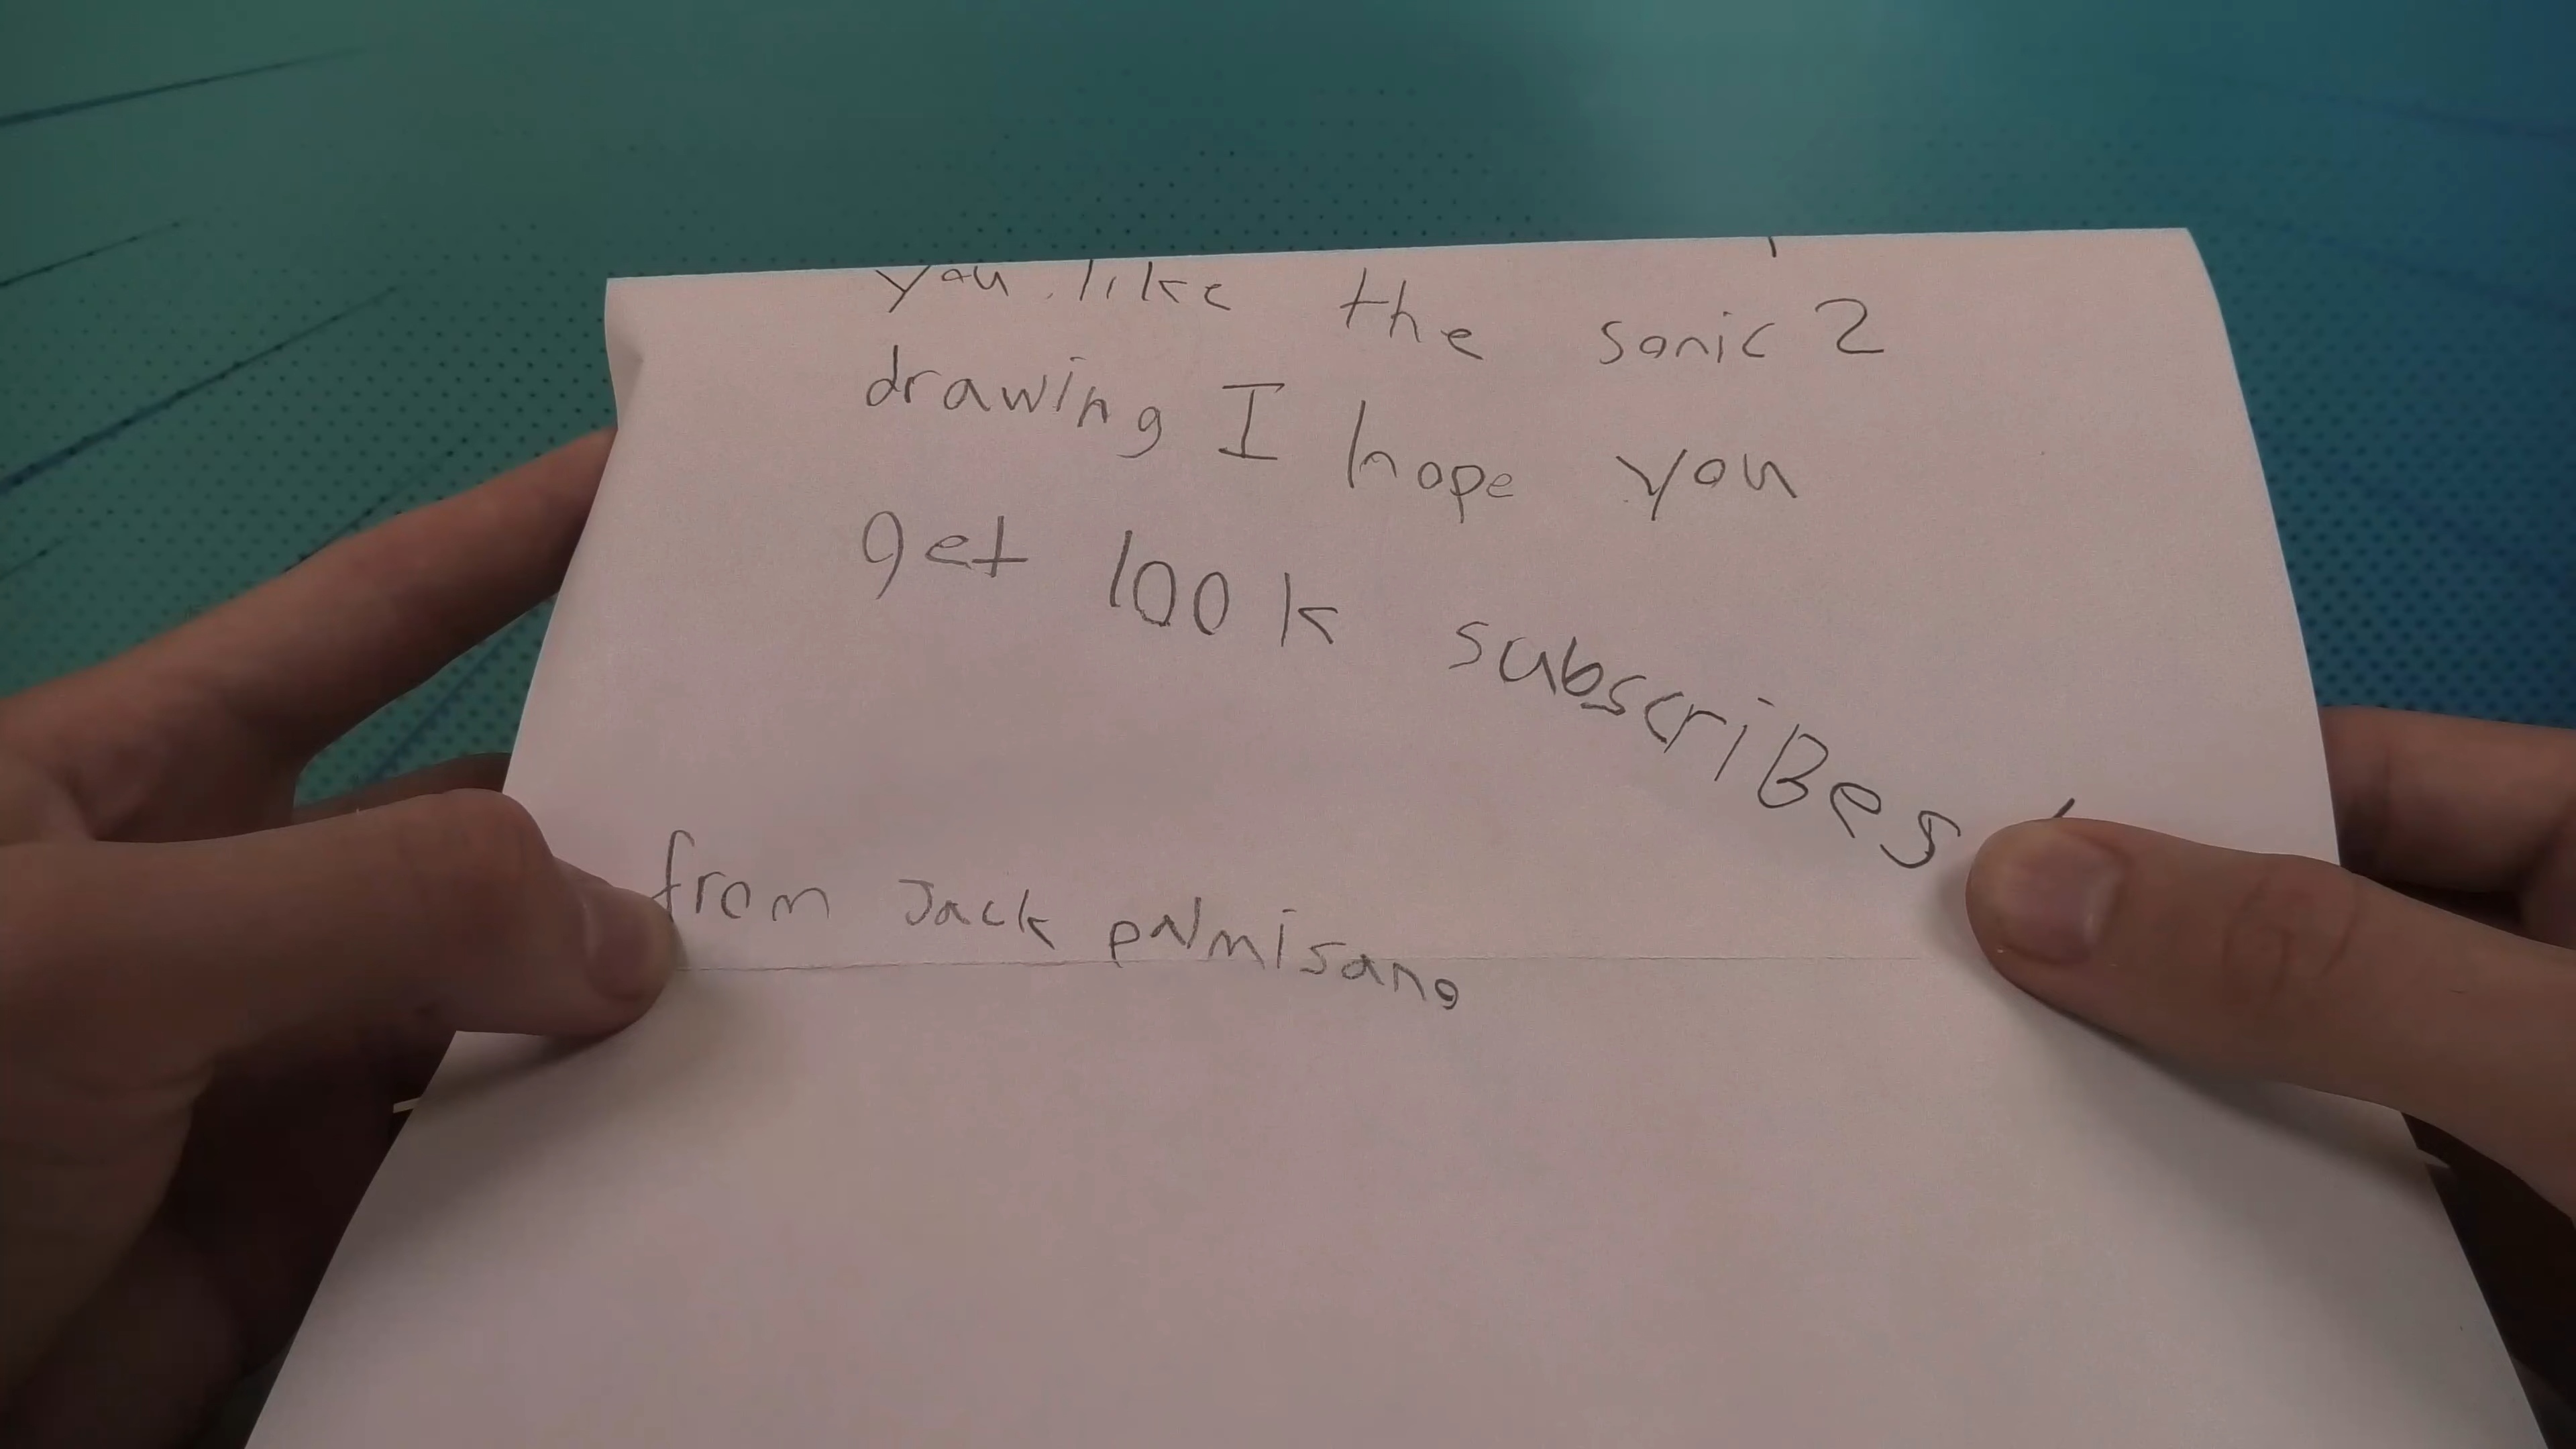 you like the sonic 2
drawing I hope you
get 100k subscriBes
from Jack palmisano